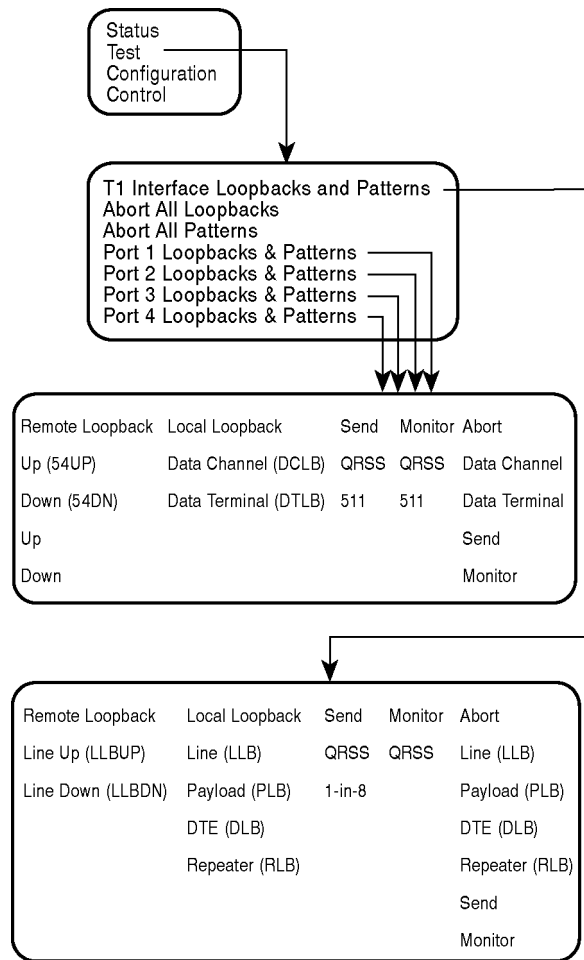 Status
Test
Configuration
Control
T1 Interface Loopbacks and Patterns
Abort All Loopbacks
Abort All Patterns
Port 1 Loopbacks & Patterns
Port 2 Loopbacks & Patterns
Port 3 Loopbacks & Patterns
Port 4 Loopbacks & Patterns
Remote Loopback Local Loopback Send Monitor Abort
Up (54UP) Data Channel (DCLB) QRSS QRSS Data Channel
Down (54DN) Data Terminal (DTLB) 511 511 Data Terminal
Up Send
Down Monitor
Remote Loopback Local Loopback Send Monitor Abort
Line Up (LLBUP) Line (LLB) QRSS QRSS Line (LLB)
Line Down (LLBDN) Payload (PLB) 1-in-8 Payload (PLB)
DTE (DLB) DTE (DLB)
Repeater (RLB) Repeater (RLB)
Send
Monitor